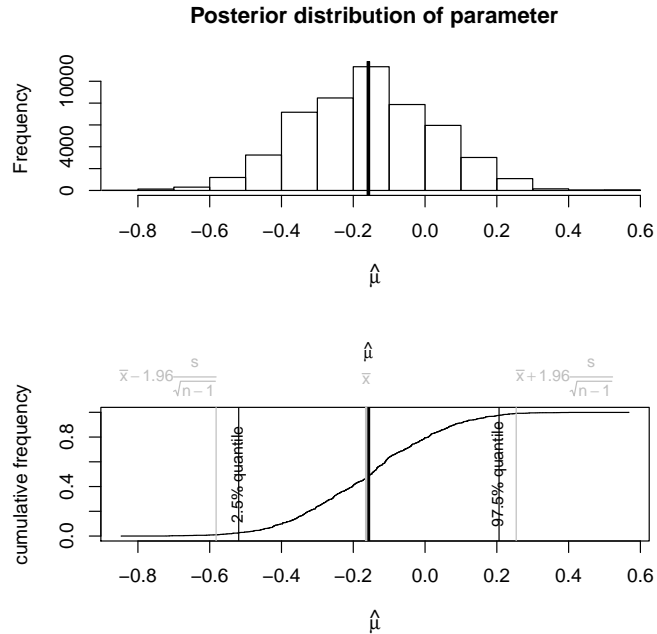 Posterior distribution of parameter
Frequency
0 4000 10000
−0.8 −0.6 −0.4 −0.2 0.0 0.2 0.4 0.6
μ̂
x̄−1.96 s/√n−1
μ̂
x̄
x̄+1.96 s/√n−1
cumulative frequency
0.0 0.4 0.8
2.5% quantile
97.5% quantile
−0.8 −0.6 −0.4 −0.2 0.0 0.2 0.4 0.6
μ̂